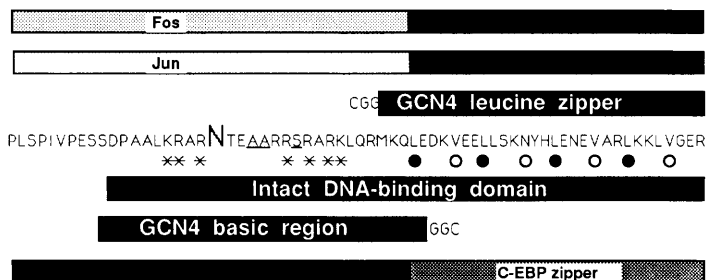 Fos
Jun
CGG GCN4 leucine zipper
PLSPIVPESSDPAALKRARNTEAARRSRARKLQRMKQLEDKVEELLSKNYHLENEVARLKKLVGER
Intact DNA-binding domain
GCN4 basic region GGC
C-EBP zipper